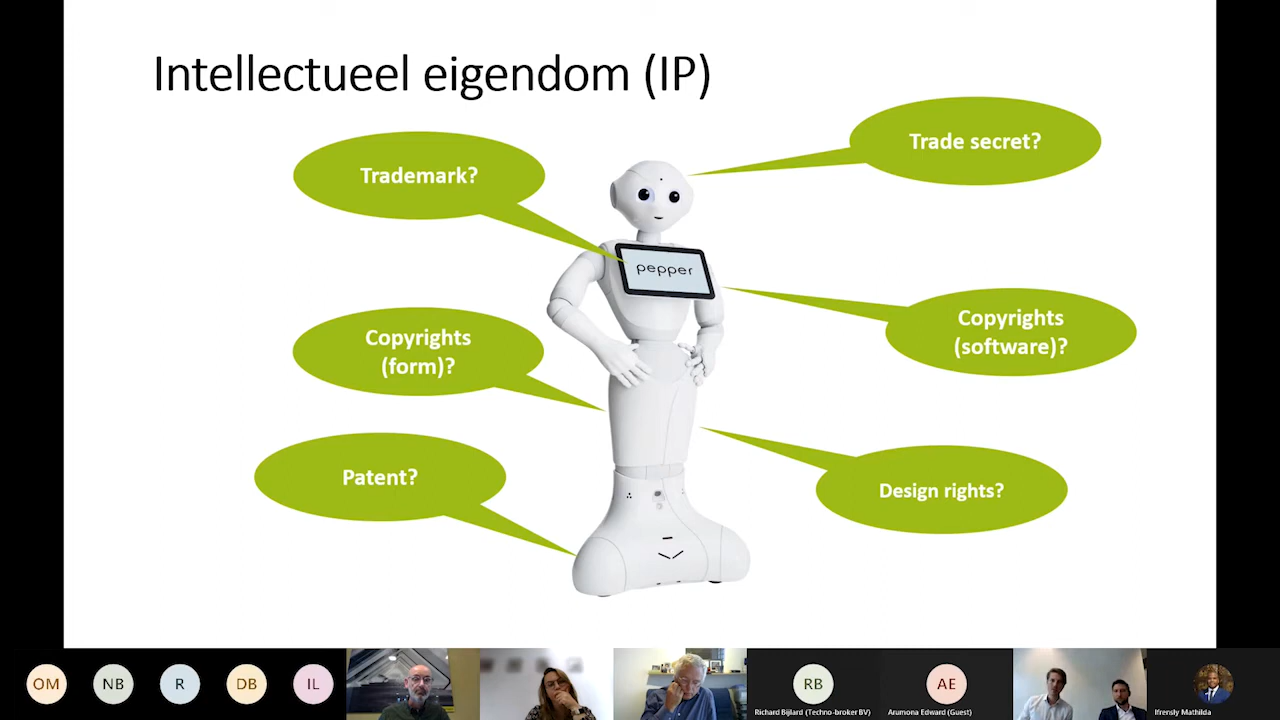 Intellectueel eigendom (IP)
Trade secret?
Trademark?
pepper
Copyrights
(software)?
Copyrights
(form)?
Patent?
Design rights?
OM
NB
R
DB
IL
RB
AE
Richard Bijlard (Techno-broker BV)
Arumona Edward (Guest)
Ifrensly Mathilda